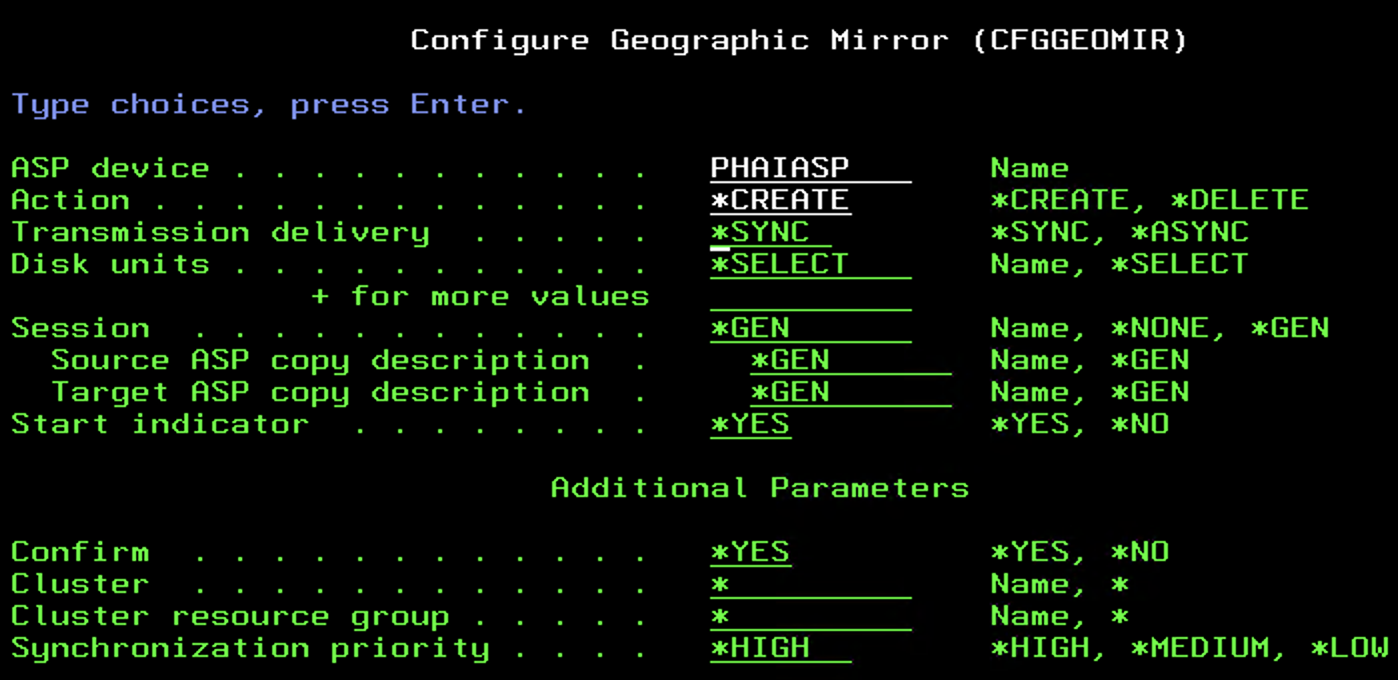 Configure Geographic Mirror (CFGGEOMIR)
Type choices, press Enter.
ASP device . . . . . . . . . . . PHAIASP Name
Action . . . . . . . . . . . . . *CREATE *CREATE, *DELETE
Transmission delivery . . . . . *SYNC *SYNC, *ASYNC
Disk units . . . . . . . . . . . *SELECT Name, *SELECT
+ for more values
Session . . . . . . . . . . . . *GEN Name, *NONE, *GEN
Source ASP copy description . *GEN Name, *GEN
Target ASP copy description . *GEN Name, *GEN
Start indicator . . . . . . . . *YES *YES, *NO
Additional Parameters
Confirm . . . . . . . . . . . . *YES *YES, *NO
Cluster . . . . . . . . . . . . * Name, *
Cluster resource group . . . . . * Name, *
Synchronization priority . . . . *HIGH *HIGH, *MEDIUM, *LOW